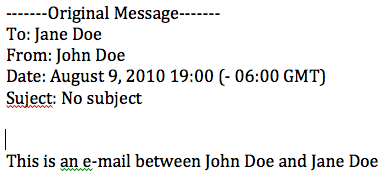 -------Original Message-------
To: Jane Doe
From: John Doe
Date: August 9, 2010 19:00 (- 06:00 GMT)
Suject: No subject
This is an e-mail between John Doe and Jane Doe